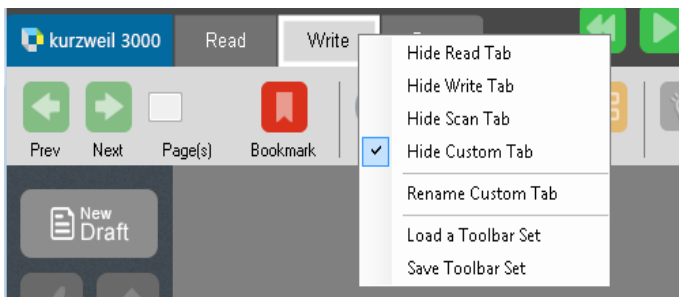 kurzweil 3000 Read Write
Hide Read Tab
Hide Write Tab
Hide Scan Tab
Hide Custom Tab
Rename Custom Tab
Load a Toolbar Set
Save Toolbar Set
Prev Next Page(s) Bookmark
New
Draft